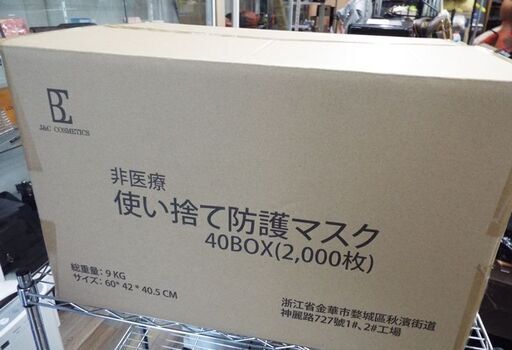 BC
J&C COSMETICS
非医療
使い捨て防護マスク
40BOX(2,000枚)
総重量: 9 KG
サイズ: 60* 42 * 40.5 CM
浙江省金華市婺城區秋濱街道
神麗路727號1#、2#工場